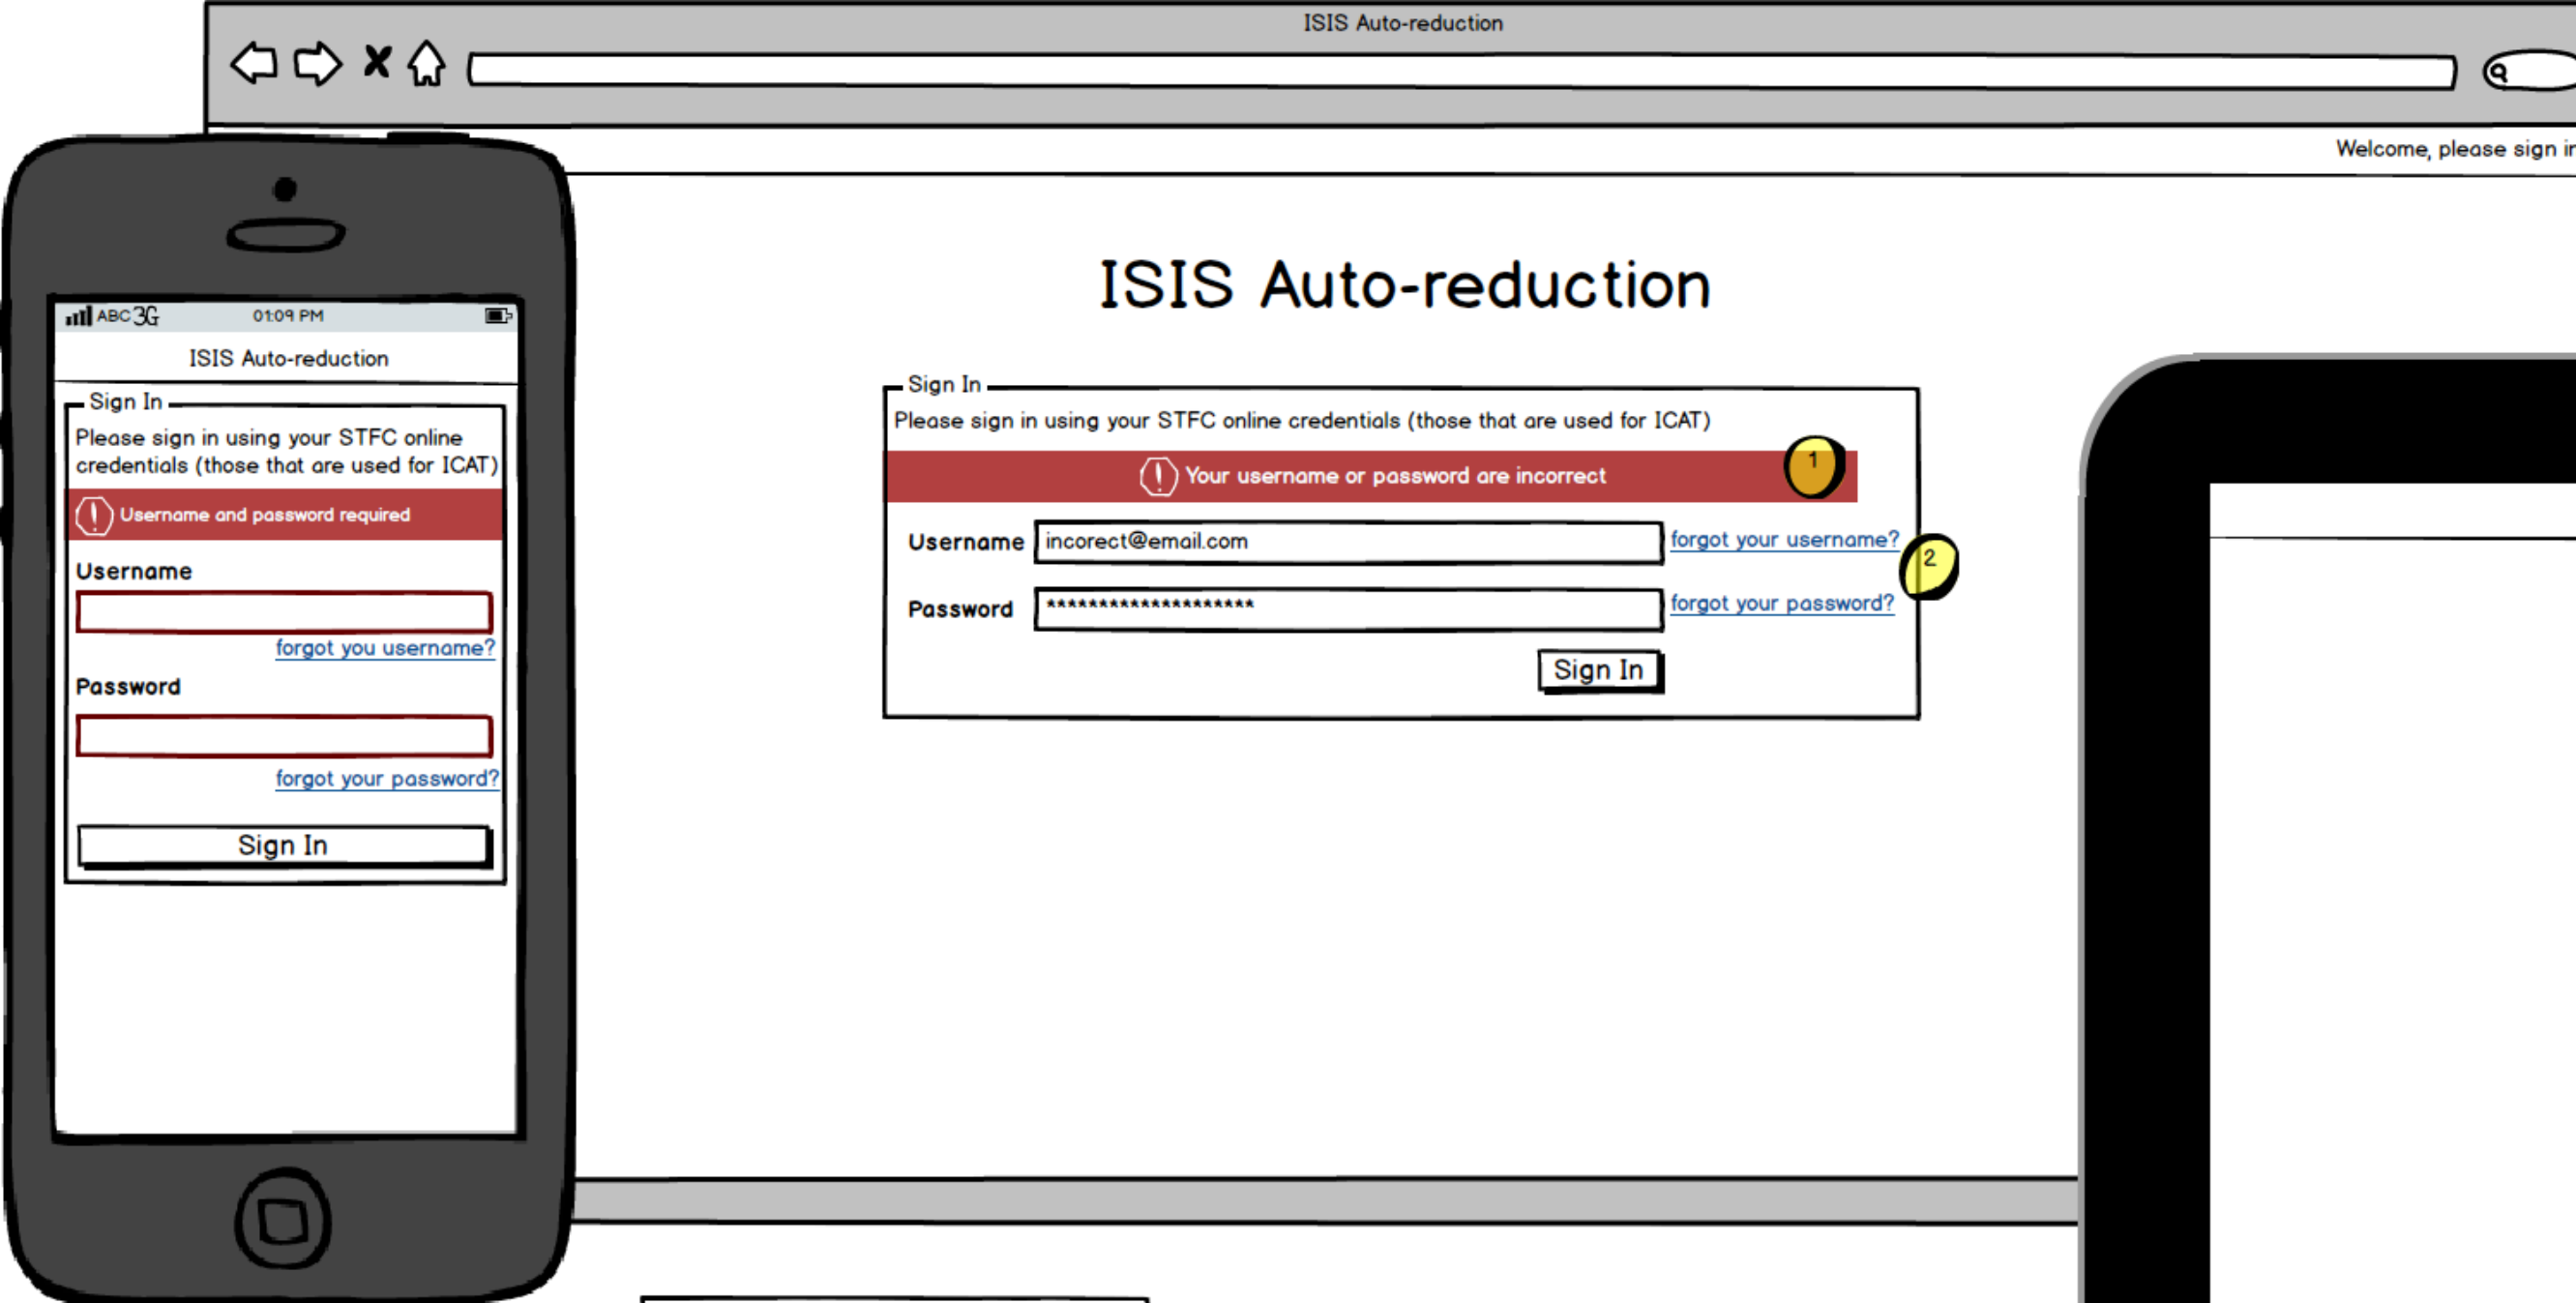 ISIS Auto-reduction
Welcome, please sign in
ABC 3G 01:09 PM
ISIS Auto-reduction
Sign In
Please sign in using your STFC online
credentials (those that are used for ICAT)
Username and password required
Username
forgot you username?
Password
forgot your password?
Sign In
ISIS Auto-reduction
Sign In
Please sign in using your STFC online credentials (those that are used for ICAT)
1
Your username or password are incorrect
Username incorect@email.com forgot your username?
2
Password ******************** forgot your password?
Sign In